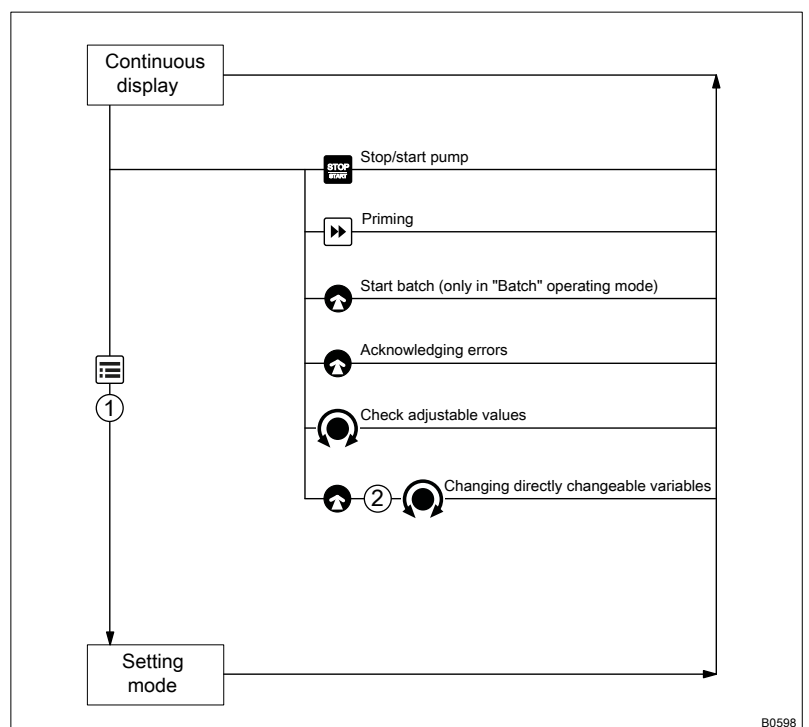 Continuous
display
STOP
START
Stop/start pump
Priming
Start batch (only in "Batch" operating mode)
Acknowledging errors
1
Check adjustable values
2
Changing directly changeable variables
Setting
mode
B0598